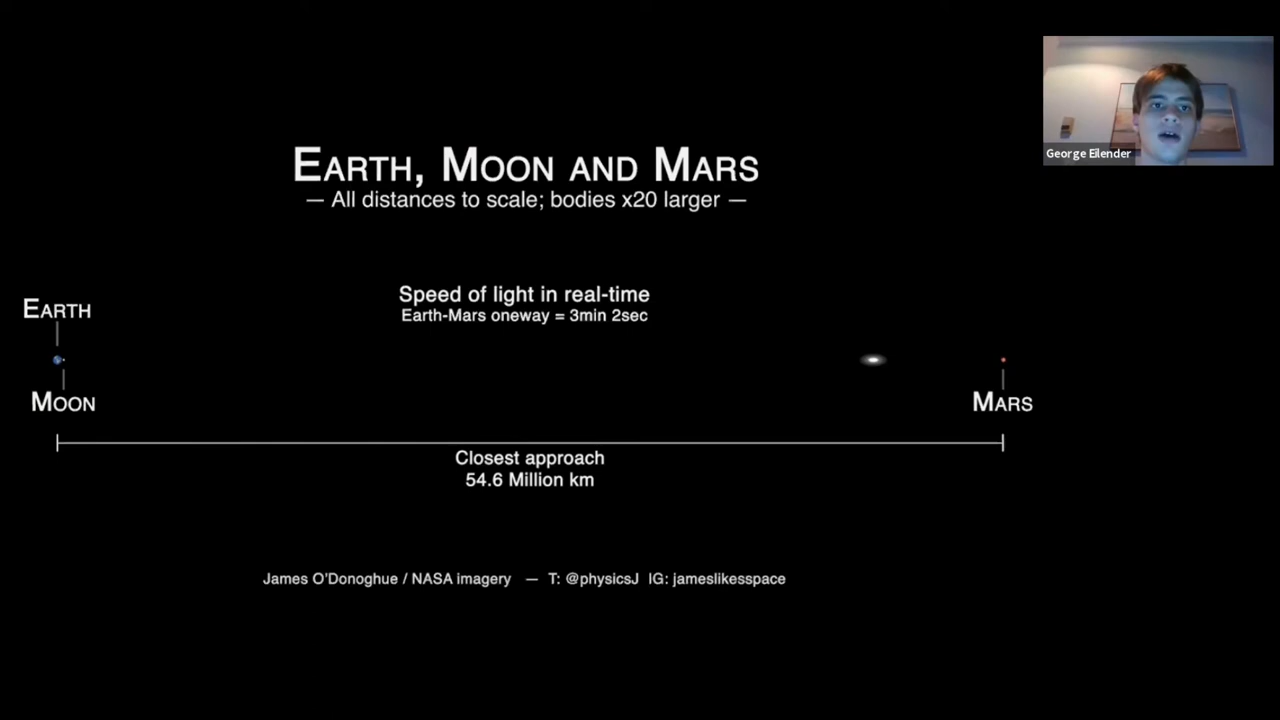 George Eilender
Earth, Moon and Mars
— All distances to scale; bodies x20 larger —
Speed of light in real-time
Earth-Mars oneway = 3min 2sec
Earth
Moon
Mars
Closest approach
54.6 Million km
James O'Donoghue / NASA imagery — T: @physicsJ IG: jameslikesspace